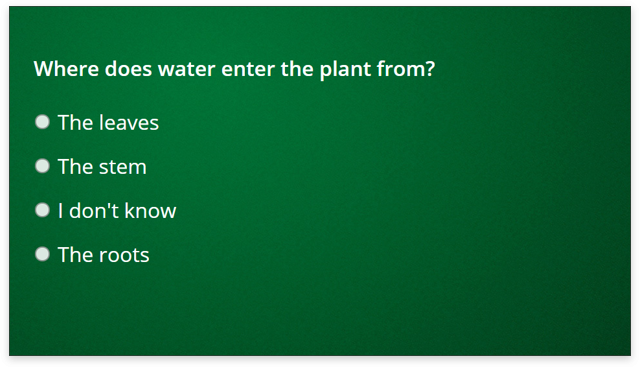 Where does water enter the plant from?
The leaves
The stem
I don't know
The roots